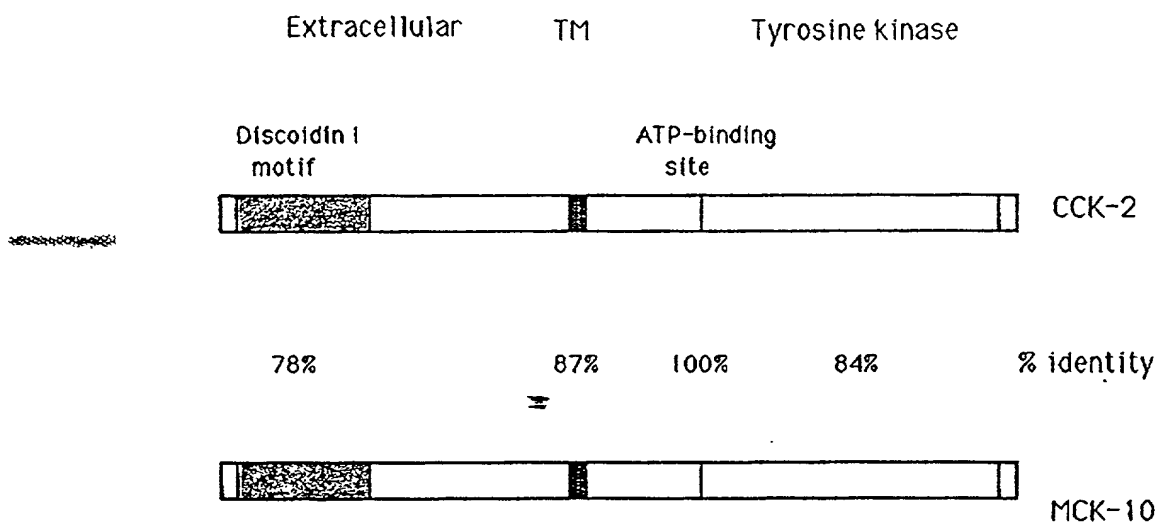 Extracellular TM Tyrosine kinase
Discoidin I ATP-binding
motif site
CCK-2
78% 87% 100% 84% % identity
MCK-10